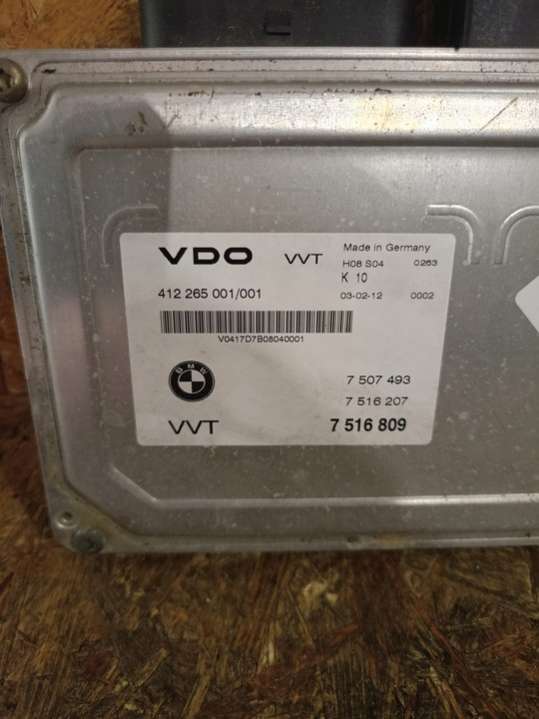 VDO VVT Made in Germany
H08 S04 0263
K 10
412 265 001/001 03-02-12 0002
V0417D7B08040001
BMW
7 507 493
7 516 207
VVT 7 516 809